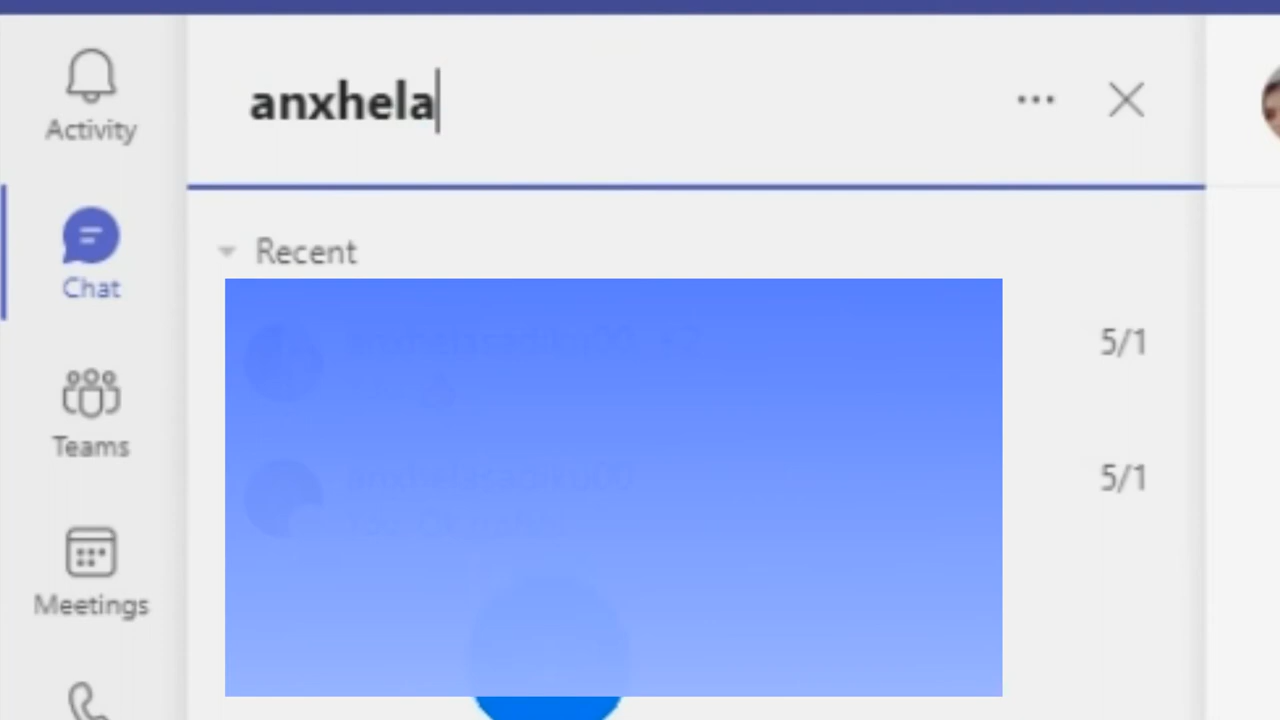 anxhela
Activity
Recent
Chat
5/1
Teams
5/1
Meetings